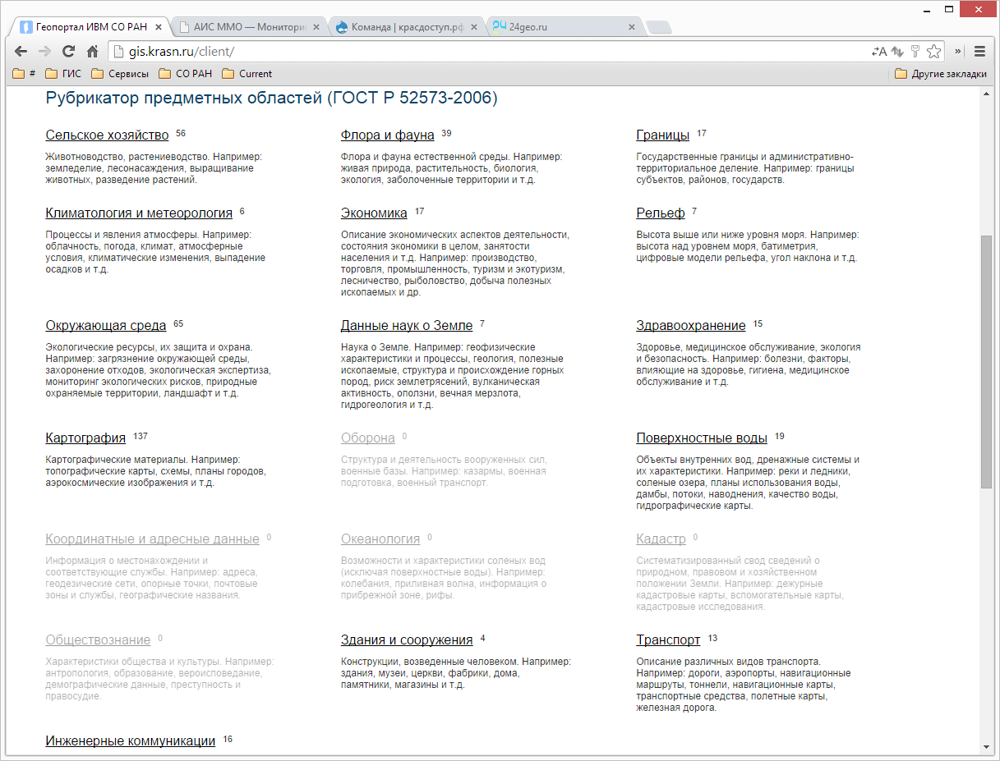 Геопортал ИВМ СО РАН
АИС ММО — Монитори
Команда | красдоступ.рф
24geo.ru
gis.krasn.ru/client/
#
ГИС
Сервисы
СО РАН
Current
Другие закладки
Рубрикатор предметных областей (ГОСТ Р 52573-2006)
Сельское хозяйство 56
Животноводство, растениеводство. Например:
земледелие, лесонасаждения, выращивание
животных, разведение растений.
Флора и фауна 39
Флора и фауна естественной среды. Например:
живая природа, растительность, биология,
экология, заболоченные территории и т.д.
Границы 17
Государственные границы и административно-
территориальное деление. Например: границы
субъектов, районов, государств.
Климатология и метеорология 6
Процессы и явления атмосферы. Например:
облачность, погода, климат, атмосферные
условия, климатические изменения, выпадение
осадков и т.д.
Экономика 17
Описание экономических аспектов деятельности,
состояния экономики в целом, занятости
населения и т.д. Например: производство,
торговля, промышленность, туризм и экотуризм,
лесничество, рыболовство, добыча полезных
ископаемых и др.
Рельеф 7
Высота выше или ниже уровня моря. Например:
высота над уровнем моря, батиметрия,
цифровые модели рельефа, угол наклона и т.д.
Окружающая среда 65
Экологические ресурсы, их защита и охрана.
Например: загрязнение окружающей среды,
захоронение отходов, экологическая экспертиза,
мониторинг экологических рисков, природные
охраняемые территории, ландшафт и т.д.
Данные наук о Земле 7
Наука о Земле. Например: геофизические
характеристики и процессы, геология, полезные
ископаемые, структура и происхождение горных
пород, риск землетрясений, вулканическая
активность, оползни, вечная мерзлота,
гидрогеология и т.д.
Здравоохранение 15
Здоровье, медицинское обслуживание, экология
и безопасность. Например: болезни, факторы,
влияющие на здоровье, гигиена, медицинское
обслуживание и т.д.
Картография 137
Картографические материалы. Например:
топографические карты, схемы, планы городов,
аэрокосмические изображения и т.д.
Оборона 0
Структура и деятельность вооруженных сил,
военные базы. Например: казармы, военная
подготовка, военный транспорт.
Поверхностные воды 19
Объекты внутренних вод, дренажные системы и
их характеристики. Например: реки и ледники,
соленые озера, планы использования воды,
дамбы, потоки, наводнения, качество воды,
гидрографические карты.
Координатные и адресные данные 0
Информация о местонахождении и
соответствующие службы. Например: адреса,
геодезические сети, опорные точки, почтовые
зоны и службы, географические названия.
Океанология 0
Возможности и характеристики соленых вод
(исключая поверхностные воды). Например:
колебания, приливная волна, информация о
прибрежной зоне, рифы.
Кадастр 0
Систематизированный свод сведений о
природном, правовом и хозяйственном
положении Земли. Например: дежурные
кадастровые карты, вспомогательные карты,
кадастровые исследования.
Обществознание 0
Характеристики общества и культуры. Например:
антропология, образование, вероисповедание,
демографические данные, преступность и
правосудие.
Здания и сооружения 4
Конструкции, возведенные человеком. Например:
здания, музеи, церкви, фабрики, дома,
памятники, магазины и т.д.
Транспорт 13
Описание различных видов транспорта.
Например: дороги, аэропорты, навигационные
маршруты, тоннели, навигационные карты,
транспортные средства, полетные карты,
железная дорога.
Инженерные коммуникации 16